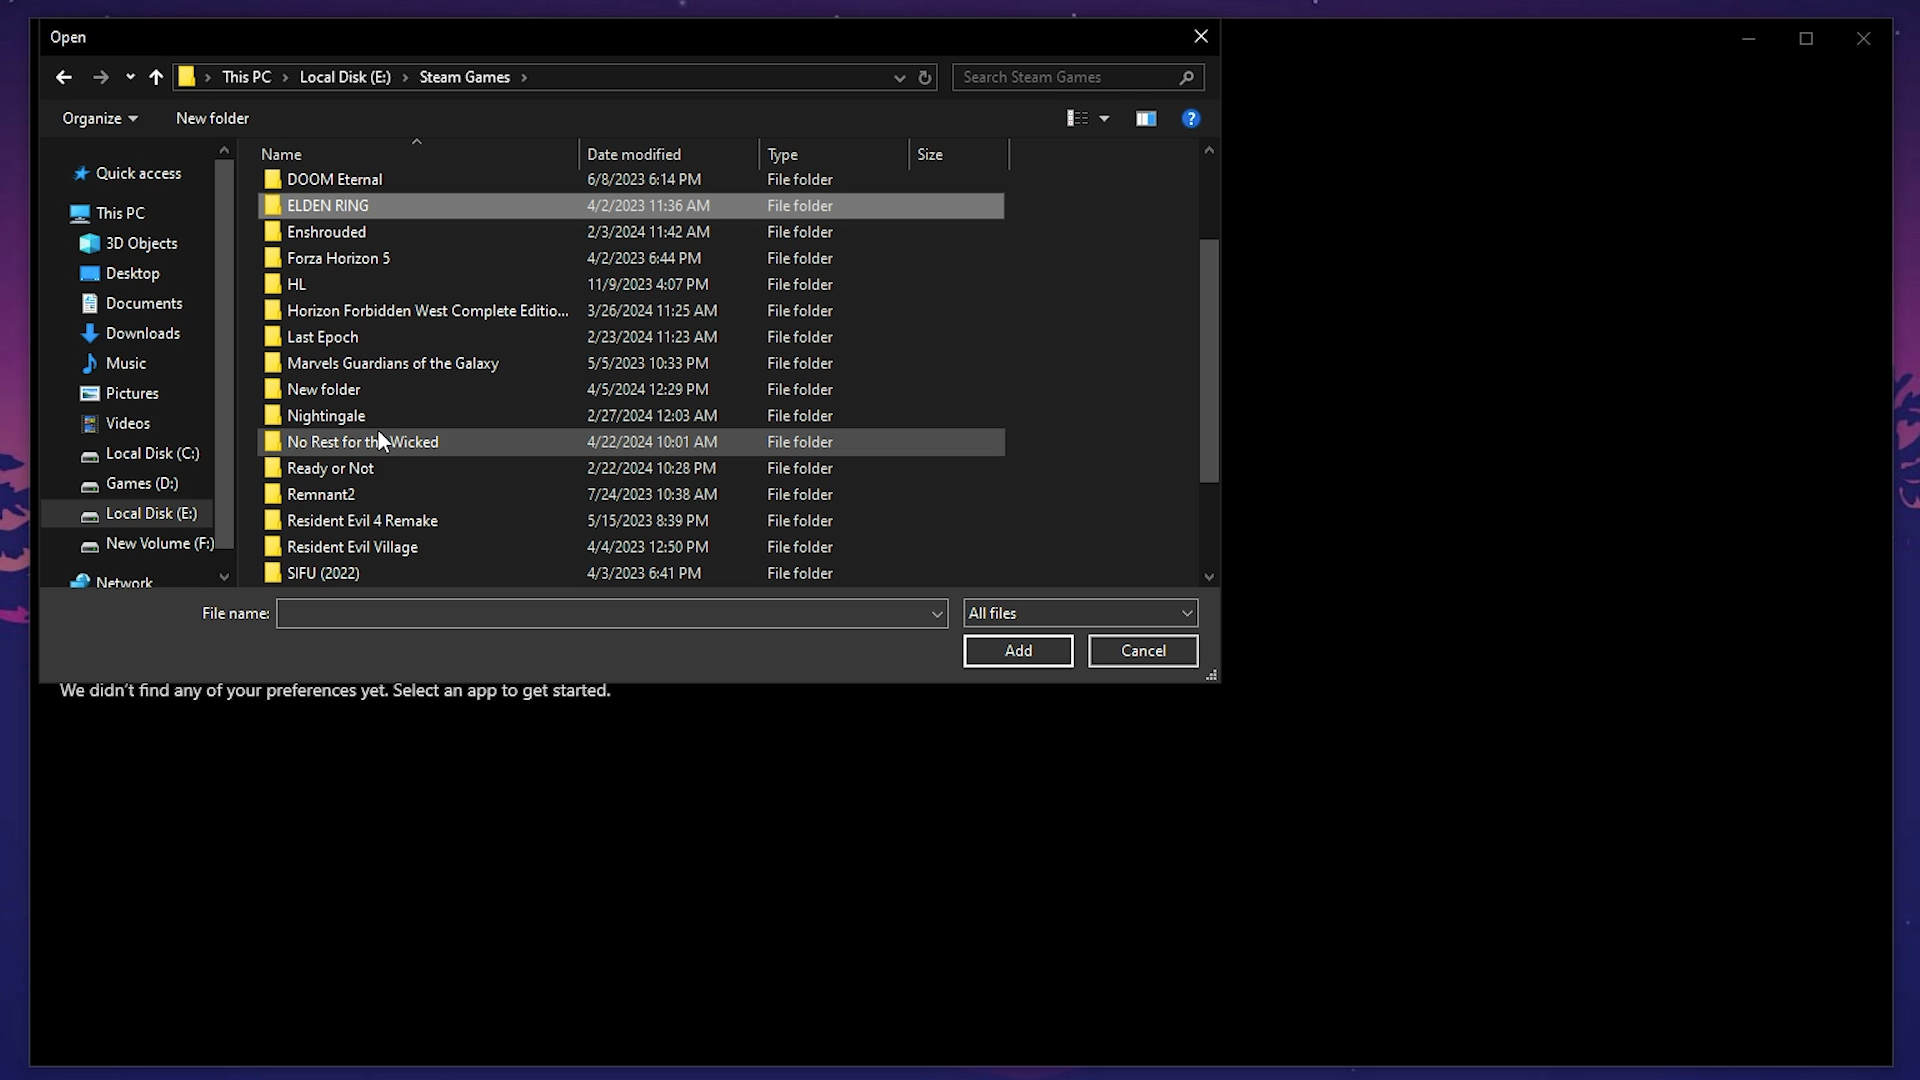 Open
This PC > Local Disk (E:) > Steam Games >
Search Steam Games
Organize
New folder
Name
Date modified
Type
Size
Quick access
This PC
3D Objects
Desktop
Documents
Downloads
Music
Pictures
Videos
Local Disk (C:)
Games (D:)
Local Disk (E:)
New Volume (F:)
Network
DOOM Eternal 6/8/2023 6:14 PM File folder
ELDEN RING 4/2/2023 11:36 AM File folder
Enshrouded 2/3/2024 11:42 AM File folder
Forza Horizon 5 4/2/2023 6:44 PM File folder
HL 11/9/2023 4:07 PM File folder
Horizon Forbidden West Complete Editio... 3/26/2024 11:25 AM File folder
Last Epoch 2/23/2024 11:23 AM File folder
Marvels Guardians of the Galaxy 5/5/2023 10:33 PM File folder
New folder 4/5/2024 12:29 PM File folder
Nightingale 2/27/2024 12:03 AM File folder
No Rest for the Wicked 4/22/2024 10:01 AM File folder
Ready or Not 2/22/2024 10:28 PM File folder
Remnant2 7/24/2023 10:38 AM File folder
Resident Evil 4 Remake 5/15/2023 8:39 PM File folder
Resident Evil Village 4/4/2023 12:50 PM File folder
SIFU (2022) 4/3/2023 6:41 PM File folder
File name:
All files
Add
Cancel
We didn't find any of your preferences yet. Select an app to get started.